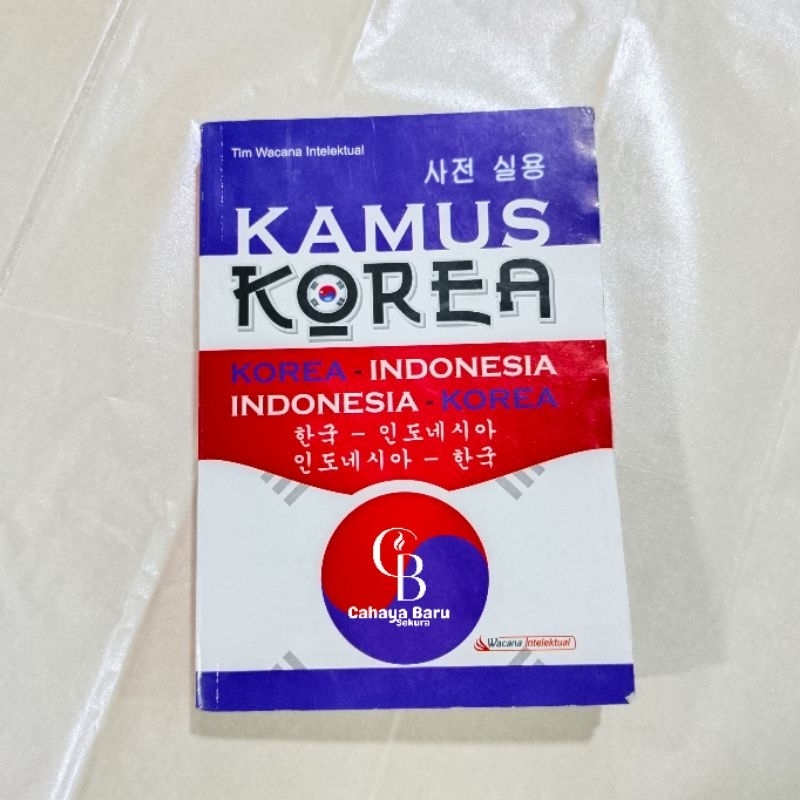 Tim Wacana Intelektual
사전 실용
KAMUS
KOREA
KOREA - INDONESIA
INDONESIA - KOREA
한국 – 인도네시아
인도네시아 – 한국
CB
Cahaya Baru
Sekura
Wacana Intelektual